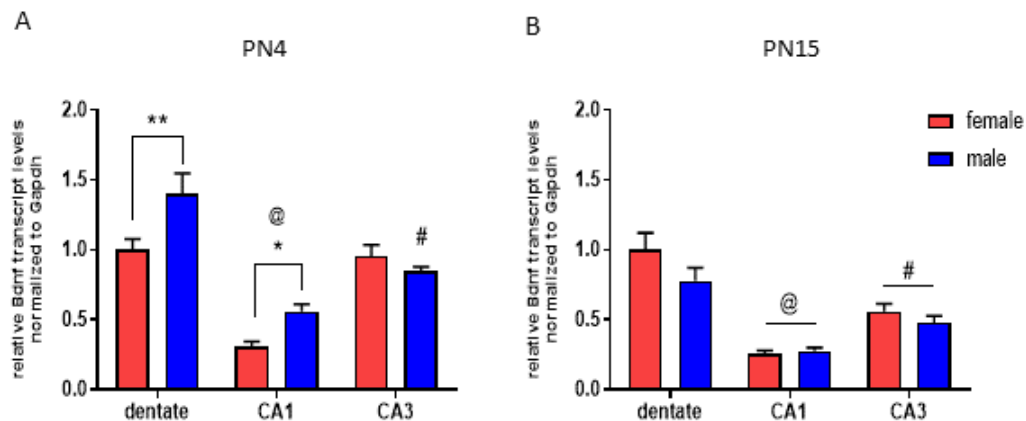 A
PN4
relative Bdnf transcript levels
normalized to Gapdh
2.0
1.5
1.0
0.5
0.0
**
@
*
#
dentate
CA1
CA3
B
PN15
relative Bdnf transcript levels
normalized to Gapdh
2.0
1.5
1.0
0.5
0.0
@
#
dentate
CA1
CA3
female
male